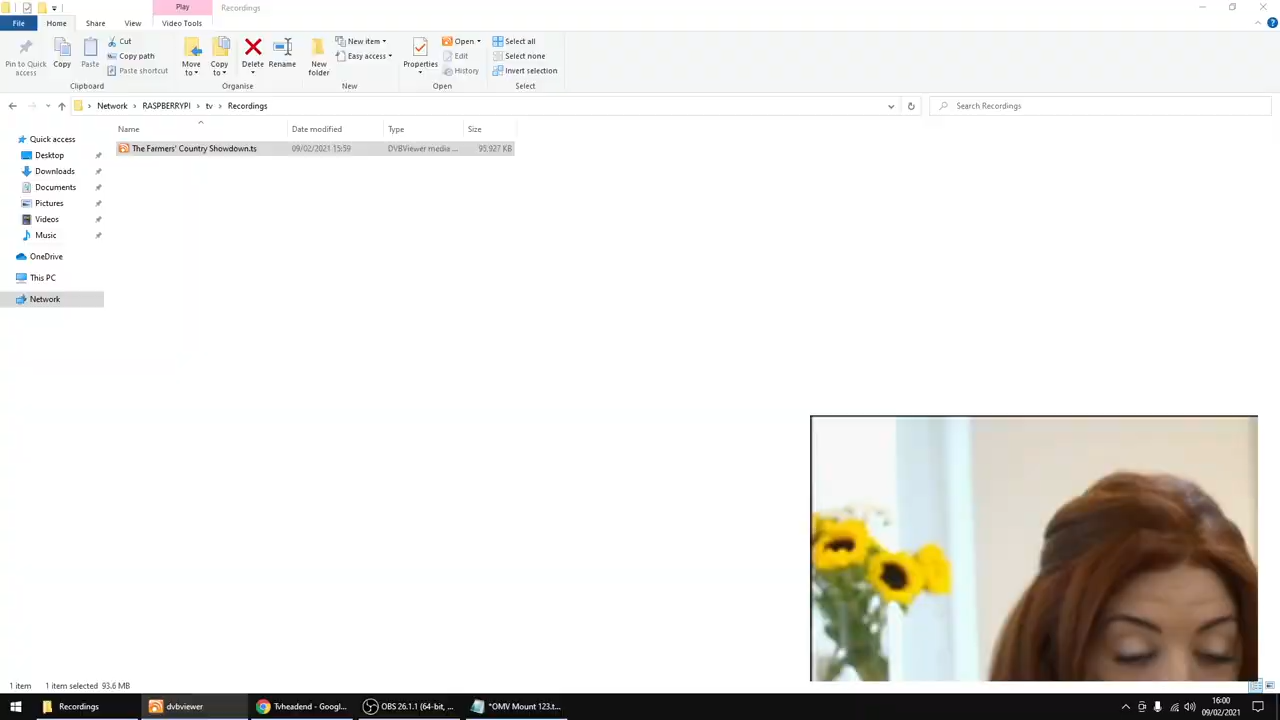 Play Recordings
File Home Share View Video Tools
Pin to Quick access
Copy
Paste
Cut
Copy path
Paste shortcut
Clipboard
Move to
Copy to
Delete
Rename
Organise
New folder
New item
Easy access
New
Properties
Open
Edit
History
Open
Select all
Select none
Invert selection
Select
Network > RASPBERRYPI > tv > Recordings
Search Recordings
Name Date modified Type Size
The Farmers' Country Showdown.ts 09/02/2021 15:59 DVBViewer media ... 95,927 KB
Quick access
Desktop
Downloads
Documents
Pictures
Videos
Music
OneDrive
This PC
Network
1 item 1 item selected 93.6 MB
Recordings dvbviewer Tvheadend - Googl... OBS 26.1.1 (64-bit, ... *OMV Mount 123.t...
16:00
09/02/2021